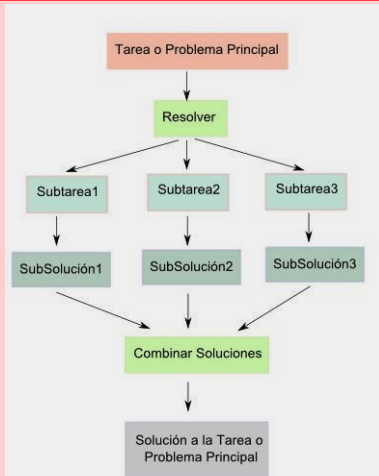 Tarea o Problema Principal
Resolver
Subtarea1
Subtarea2
Subtarea3
SubSolución1
SubSolución2
SubSolución3
Combinar Soluciones
Solución a la Tarea o
Problema Principal